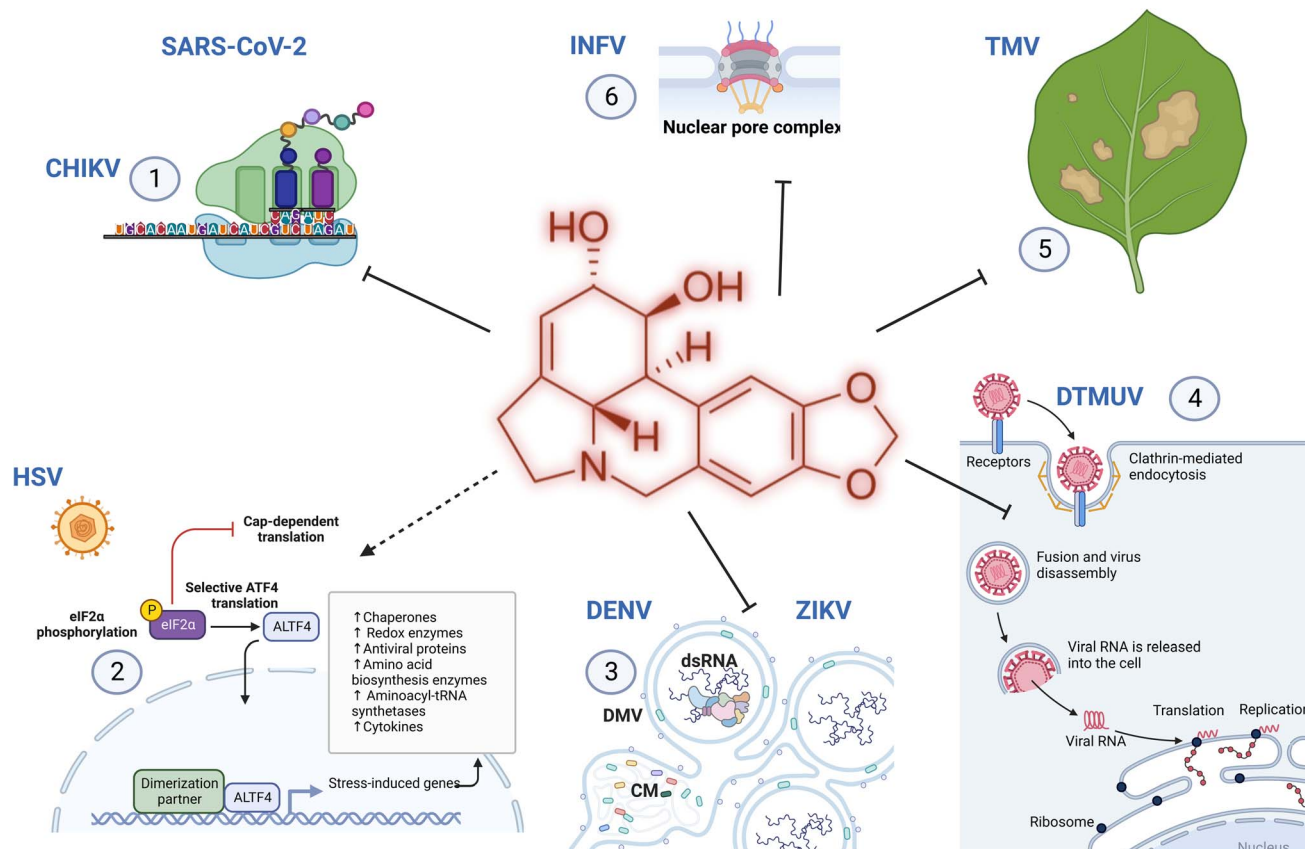 SARS-CoV-2
CHIKV
1
UGCACAAUGAUCAUCGUCUAGAU
INFV
6
Nuclear pore complex
TMV
5
HO
OH
H
H
N
O
O
DTMUV
4
Receptors
Clathrin-mediated
endocytosis
Fusion and virus
disassembly
Viral RNA is released
into the cell
Viral RNA
Translation
Replication
Ribosome
Nucleus
HSV
Cap-dependent
translation
Selective ATF4
translation
P
eIF2α
phosphorylation
eIF2α
ALTF4
2
↑Chaperones
↑ Redox enzymes
↑Antiviral proteins
↑Amino acid
biosynthesis enzymes
↑ Aminoacyl-tRNA
synthetases
↑Cytokines
Dimerization
partner
ALTF4
Stress-induced genes
DENV
ZIKV
3
dsRNA
DMV
CM